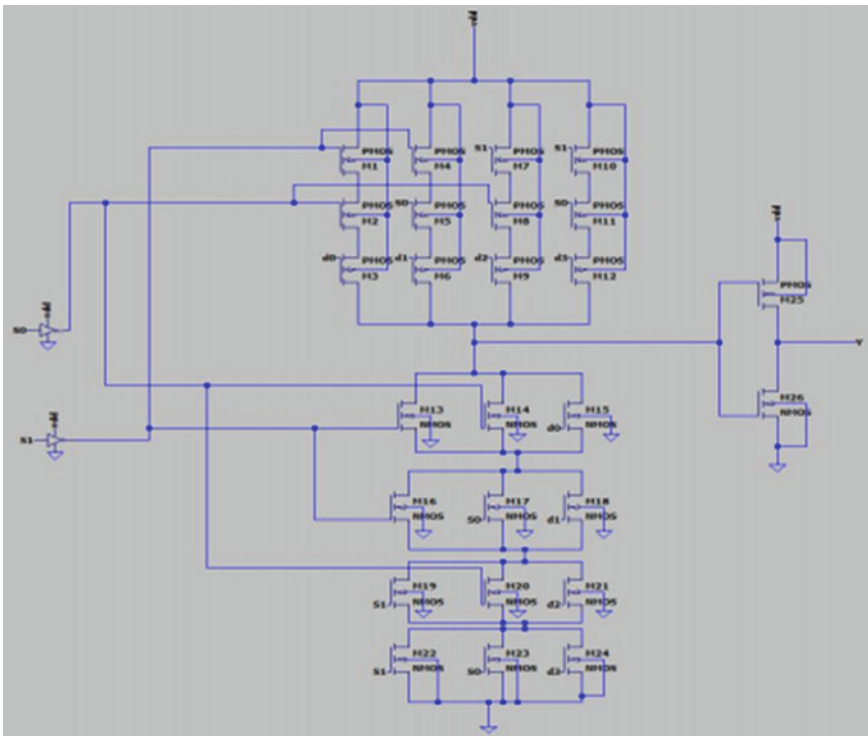 Vdd
S1 S1
PMOS PMOS PMOS PMOS
M1 M4 M7 M10
S0 S0
PMOS PMOS PMOS PMOS
M2 M5 M8 M11
d0 d1 d2 d3
PMOS PMOS PMOS PMOS
M3 M6 M9 M12
Vdd
PMOS
M25
Vdd
S0
Y
M26
NMOS
Vdd
S1
M13 M14 M15
NMOS NMOS NMOS
d0
M16 M17 M18
NMOS NMOS NMOS
S0 d1
M19 M20 M21
NMOS NMOS NMOS
S1 d2
M22 M23 M24
NMOS NMOS NMOS
S1 S0 d3